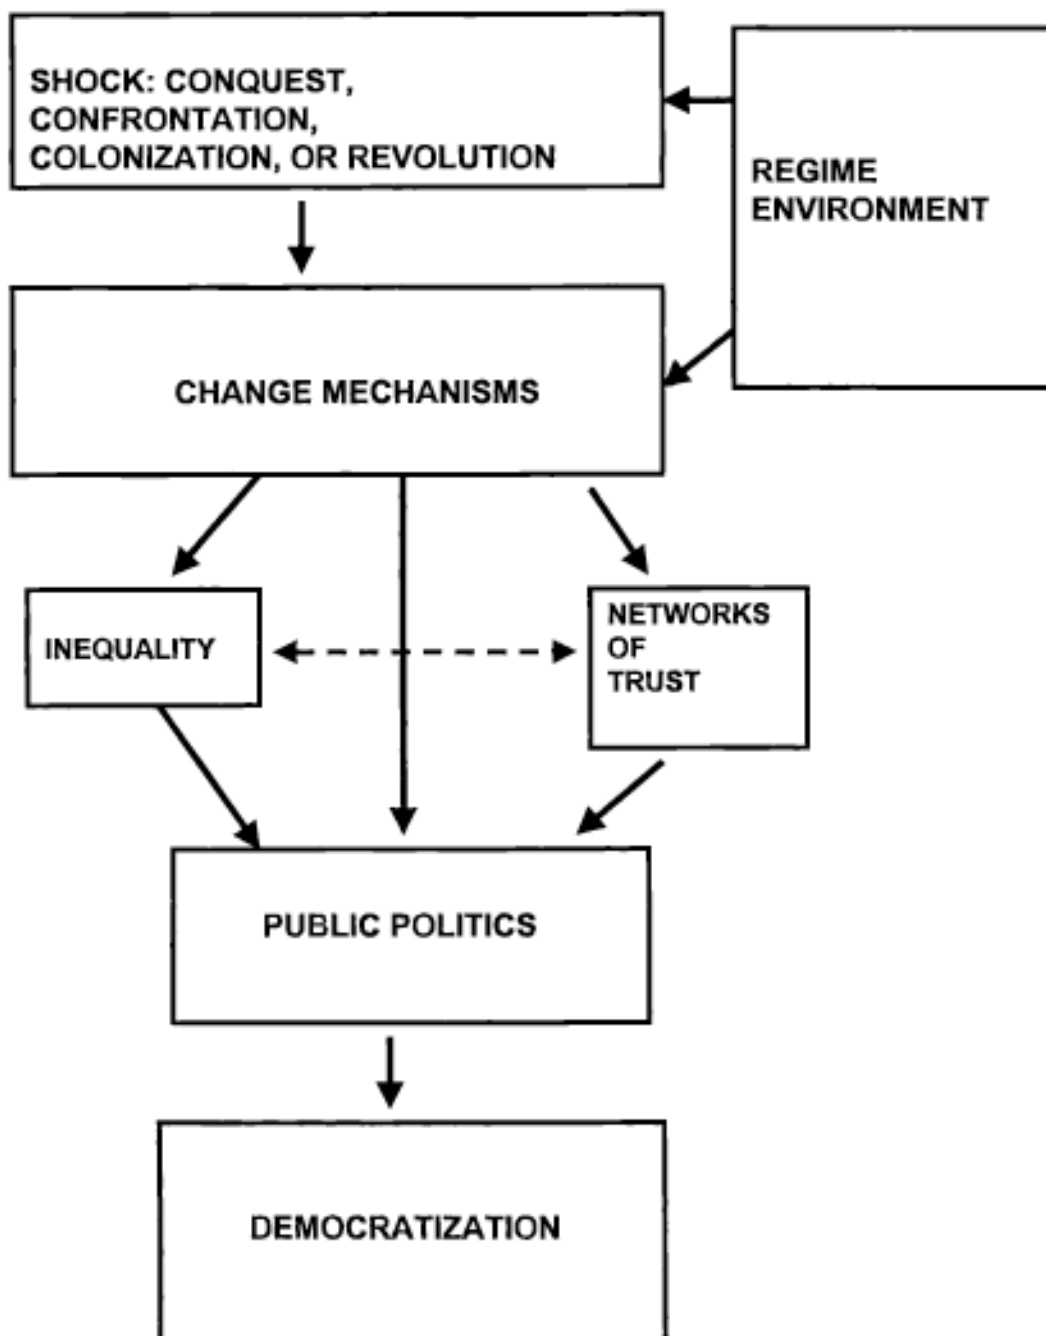 SHOCK: CONQUEST,
CONFRONTATION,
COLONIZATION, OR REVOLUTION
REGIME
ENVIRONMENT
CHANGE MECHANISMS
INEQUALITY
NETWORKS
OF
TRUST
PUBLIC POLITICS
DEMOCRATIZATION